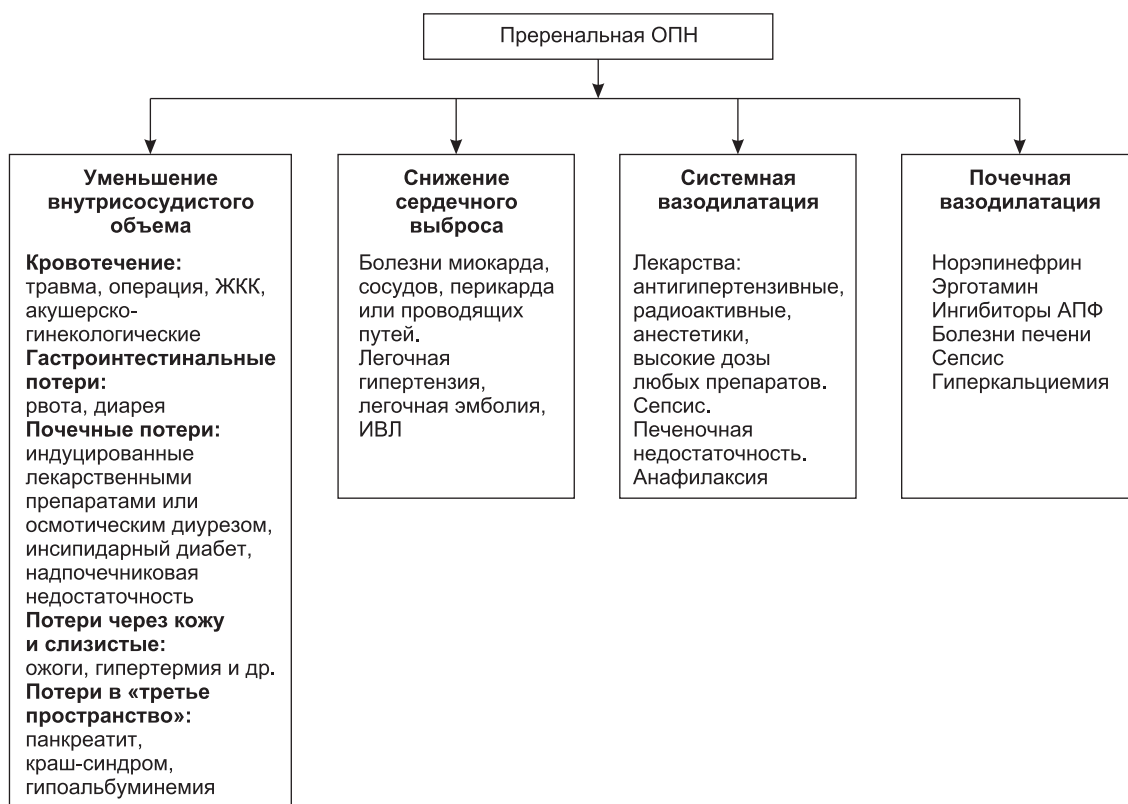 Преренальная ОПН
Уменьшение
внутрисосудистого
объема
Кровотечение:
травма, операция, ЖКК,
акушерско-
гинекологические
Гастроинтестинальные
потери:
рвота, диарея
Почечные потери:
индуцированные
лекарственными
препаратами или
осмотическим диурезом,
инсипидарный диабет,
надпочечниковая
недостаточность
Потери через кожу
и слизистые:
ожоги, гипертермия и др.
Потери в «третье
пространство»:
панкреатит,
краш-синдром,
гипоальбуминемия
Снижение
сердечного
выброса
Болезни миокарда,
сосудов, перикарда
или проводящих
путей.
Легочная
гипертензия,
легочная эмболия,
ИВЛ
Системная
вазодилатация
Лекарства:
антигипертензивные,
радиоактивные,
анестетики,
высокие дозы
любых препаратов.
Сепсис.
Печеночная
недостаточность.
Анафилаксия
Почечная
вазодилатация
Норэпинефрин
Эрготамин
Ингибиторы АПФ
Болезни печени
Сепсис
Гиперкальциемия